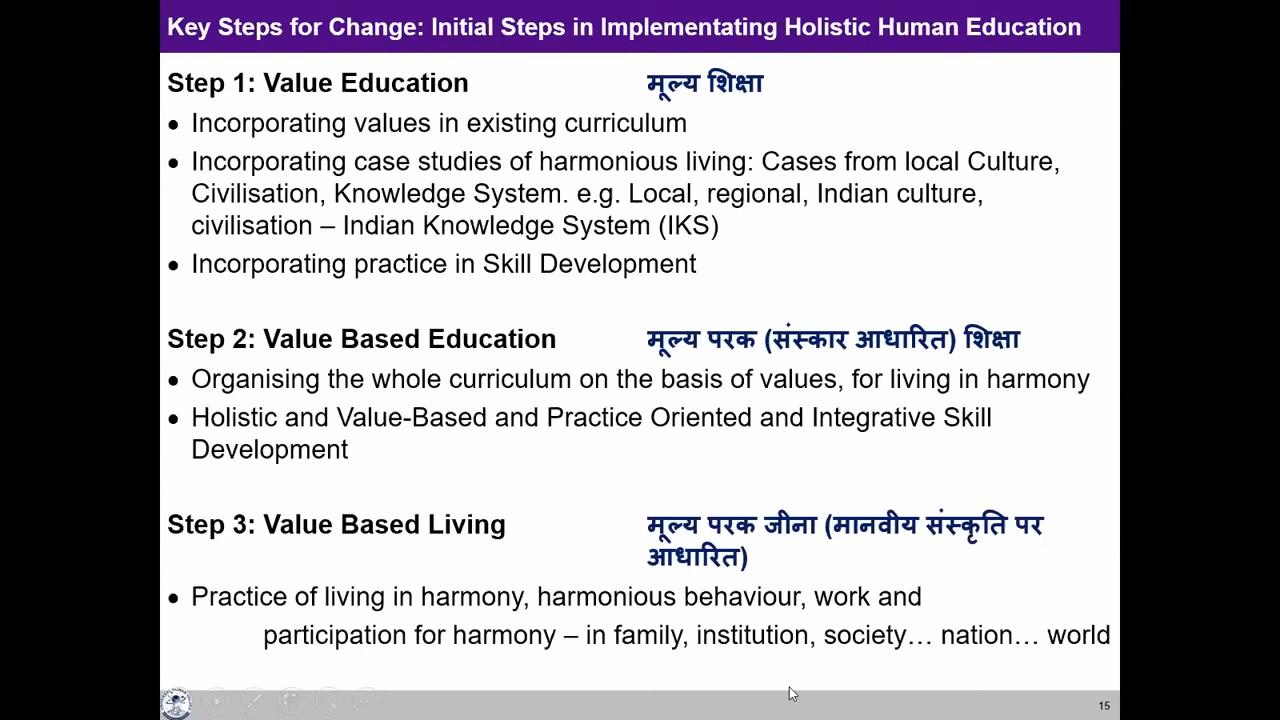 Key Steps for Change: Initial Steps in Implementating Holistic Human Education
Step 1: Value Education मूल्य शिक्षा
• Incorporating values in existing curriculum
• Incorporating case studies of harmonious living: Cases from local Culture,
Civilisation, Knowledge System. e.g. Local, regional, Indian culture,
civilisation – Indian Knowledge System (IKS)
• Incorporating practice in Skill Development
Step 2: Value Based Education मूल्य परक (संस्कार आधारित) शिक्षा
• Organising the whole curriculum on the basis of values, for living in harmony
• Holistic and Value-Based and Practice Oriented and Integrative Skill
Development
Step 3: Value Based Living मूल्य परक जीना (मानवीय संस्कृति पर
आधारित)
• Practice of living in harmony, harmonious behaviour, work and
participation for harmony – in family, institution, society… nation… world
15